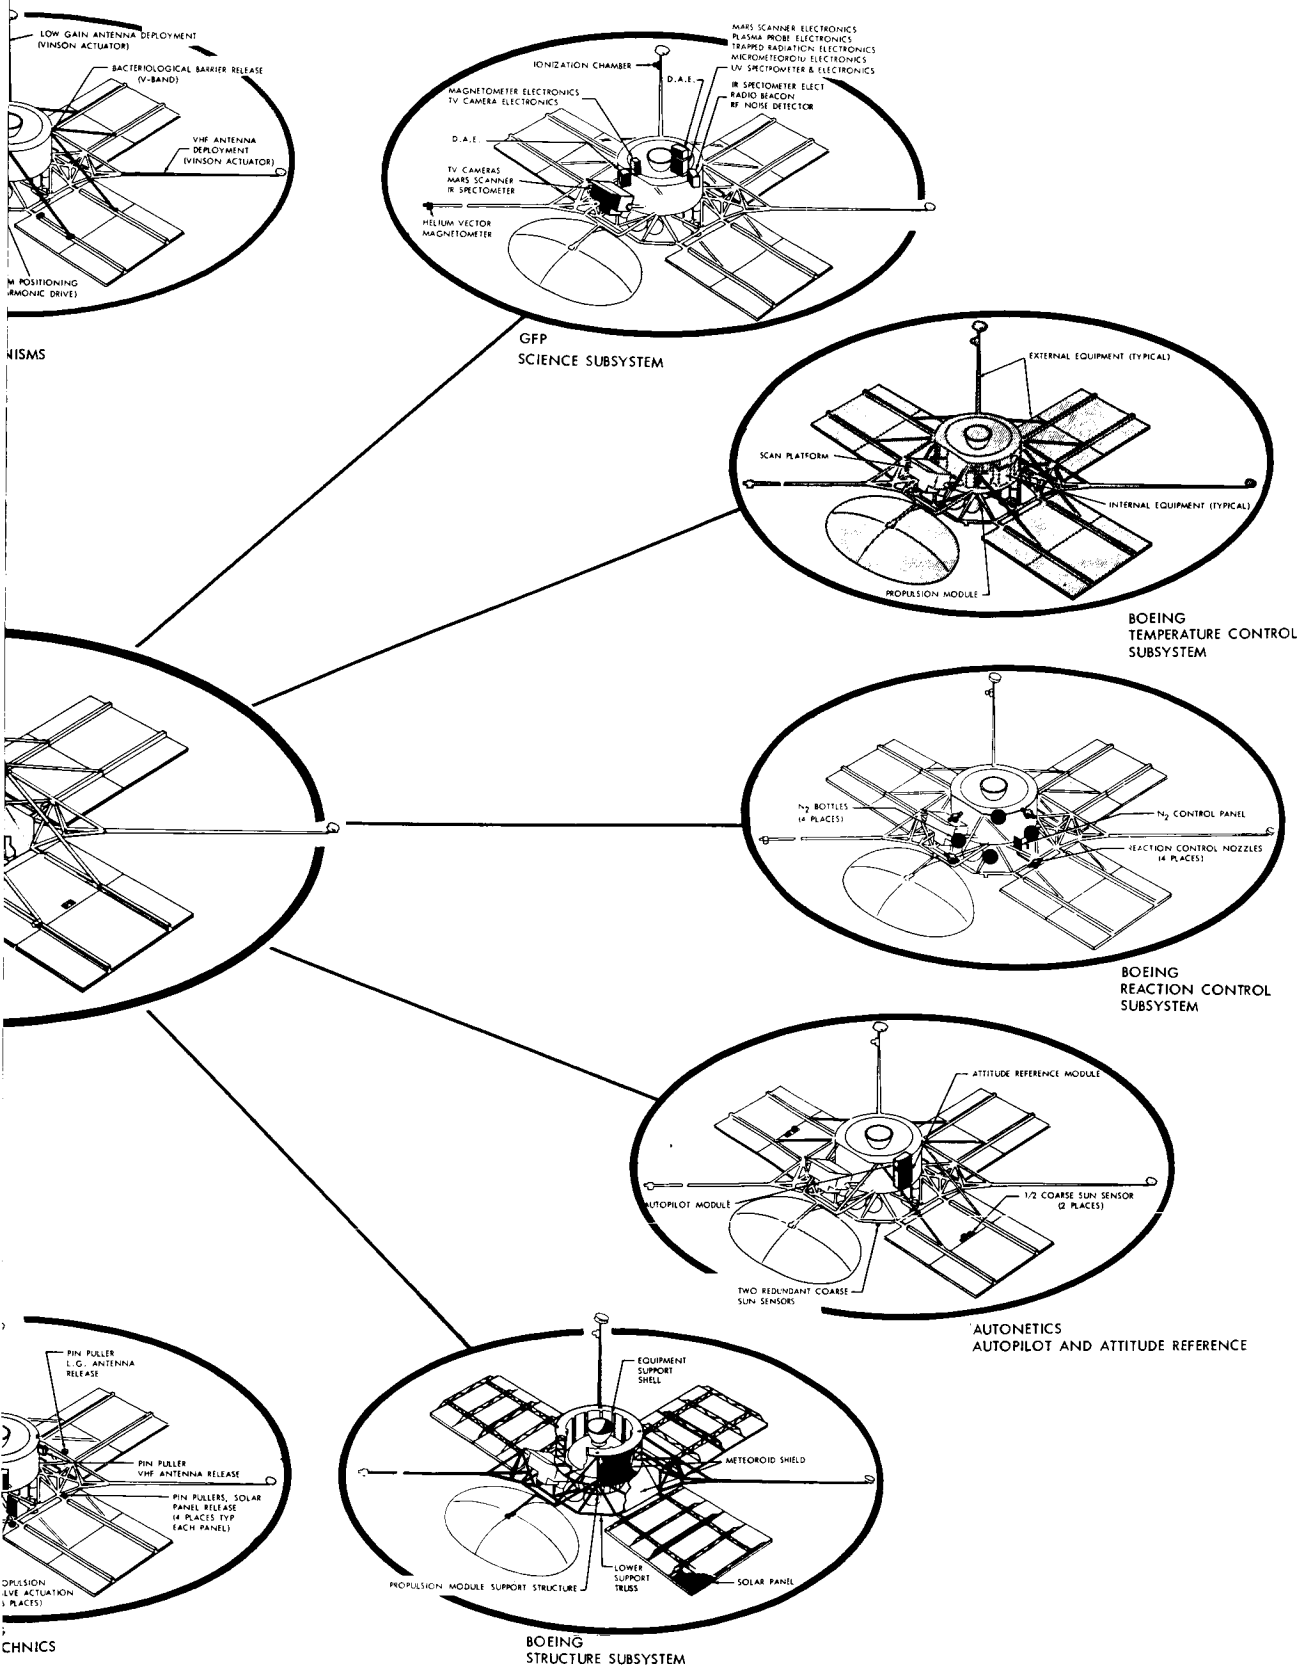 LOW GAIN ANTENNA DEPLOYMENT
(VINSON ACTUATOR)
BACTERIOLOGICAL BARRIER RELEASE
(V-BAND)
VHF ANTENNA
DEPLOYMENT
(VINSON ACTUATOR)
M POSITIONING
RMONIC DRIVE)
NISMS
MARS SCANNER ELECTRONICS
PLASMA PROBE ELECTRONICS
TRAPPED RADIATION ELECTRONICS
MICROMETEOROID ELECTRONICS
UV SPECTROMETER & ELECTRONICS
IONIZATION CHAMBER
D.A.E.
IR SPECTOMETER ELECT
RADIO BEACON
RF NOISE DETECTOR
MAGNETOMETER ELECTRONICS
TV CAMERA ELECTRONICS
D.A.E.
TV CAMERAS
MARS SCANNER
IR SPECTOMETER
HELIUM VECTOR
MAGNETOMETER
GFP
SCIENCE SUBSYSTEM
EXTERNAL EQUIPMENT (TYPICAL)
SCAN PLATFORM
INTERNAL EQUIPMENT (TYPICAL)
PROPULSION MODULE
BOEING
TEMPERATURE CONTROL
SUBSYSTEM
N2 BOTTLES
(4 PLACES)
N2 CONTROL PANEL
REACTION CONTROL NOZZLES
(4 PLACES)
BOEING
REACTION CONTROL
SUBSYSTEM
ATTITUDE REFERENCE MODULE
AUTOPILOT MODULE
1/2 COARSE SUN SENSOR
(2 PLACES)
TWO REDUNDANT COARSE
SUN SENSORS
AUTONETICS
AUTOPILOT AND ATTITUDE REFERENCE
PIN PULLER
L.G. ANTENNA
RELEASE
PIN PULLER
VHF ANTENNA RELEASE
PIN PULLERS, SOLAR
PANEL RELEASE
(4 PLACES TYP
EACH PANEL)
OPULSION
LVE ACTUATION
PLACES)
CHNICS
EQUIPMENT
SUPPORT
SHELL
METEOROID SHIELD
LOWER
SUPPORT
TRUSS
PROPULSION MODULE SUPPORT STRUCTURE
SOLAR PANEL
BOEING
STRUCTURE SUBSYSTEM